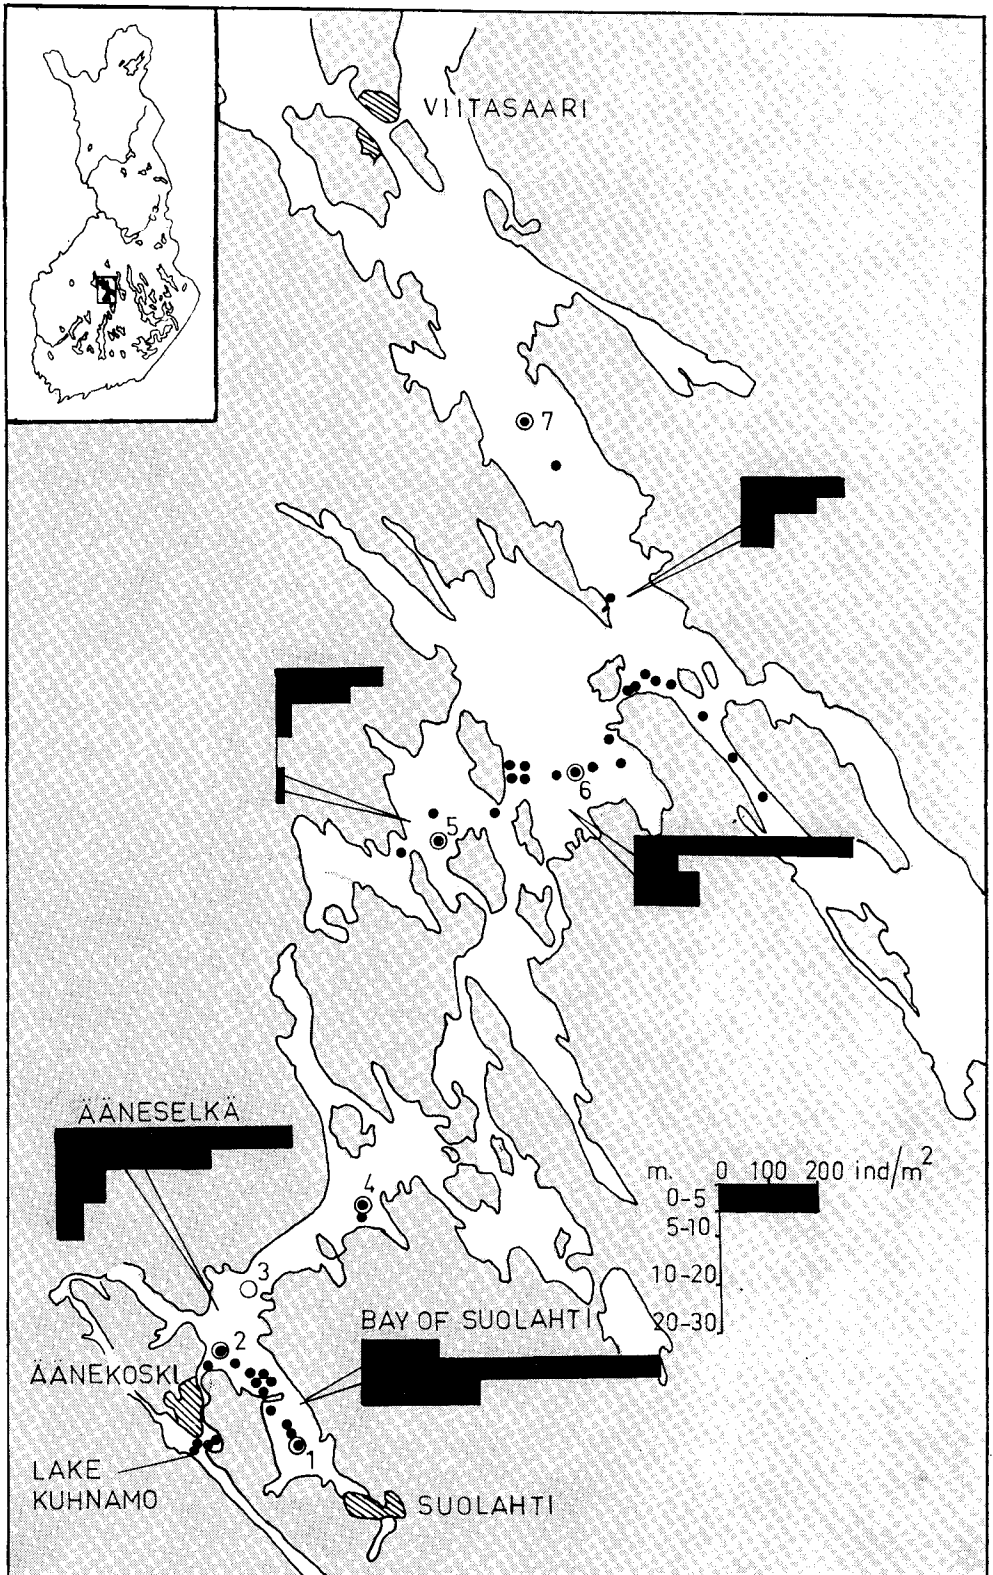 VIITASAARI
7
6
5
ÄÄNESELKÄ
m. 0 100 200 ind/m²
0-5
5-10
10-20
20-30
4
3
BAY OF SUOLAHTI
2
ÄÄNEKOSKI
1
LAKE
KUHNAMO
SUOLAHTI